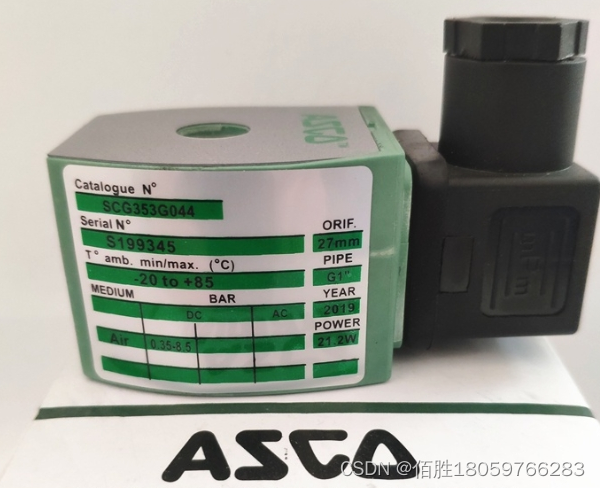 ASCO
Catalogue N°
SCG353G044
Serial N°
S199345
ORIF.
27mm
T° amb. min/max. (°C)
-20 to +85
PIPE
G1"
MEDIUM BAR
YEAR
DC AC
2019
POWER
Air 0.35-8.5
21.2W
ASCO
CSDN @佰胜18059766283